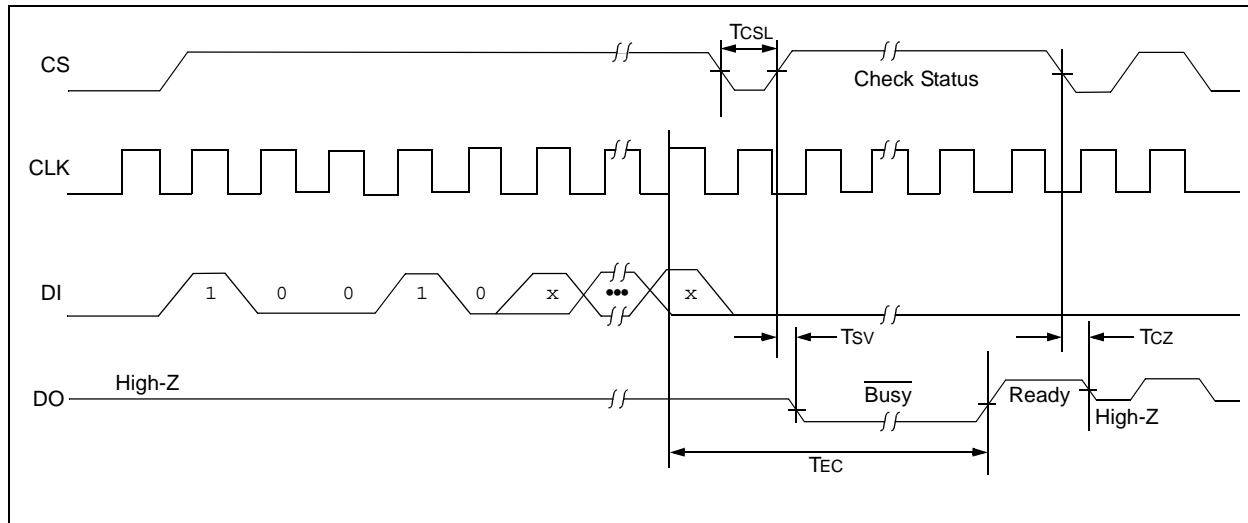 TCSL
CS
Check Status
CLK
DI
1 0 0 1 0 x ••• x
TSV
TCZ
High-Z
DO
Busy
Ready
High-Z
TEC